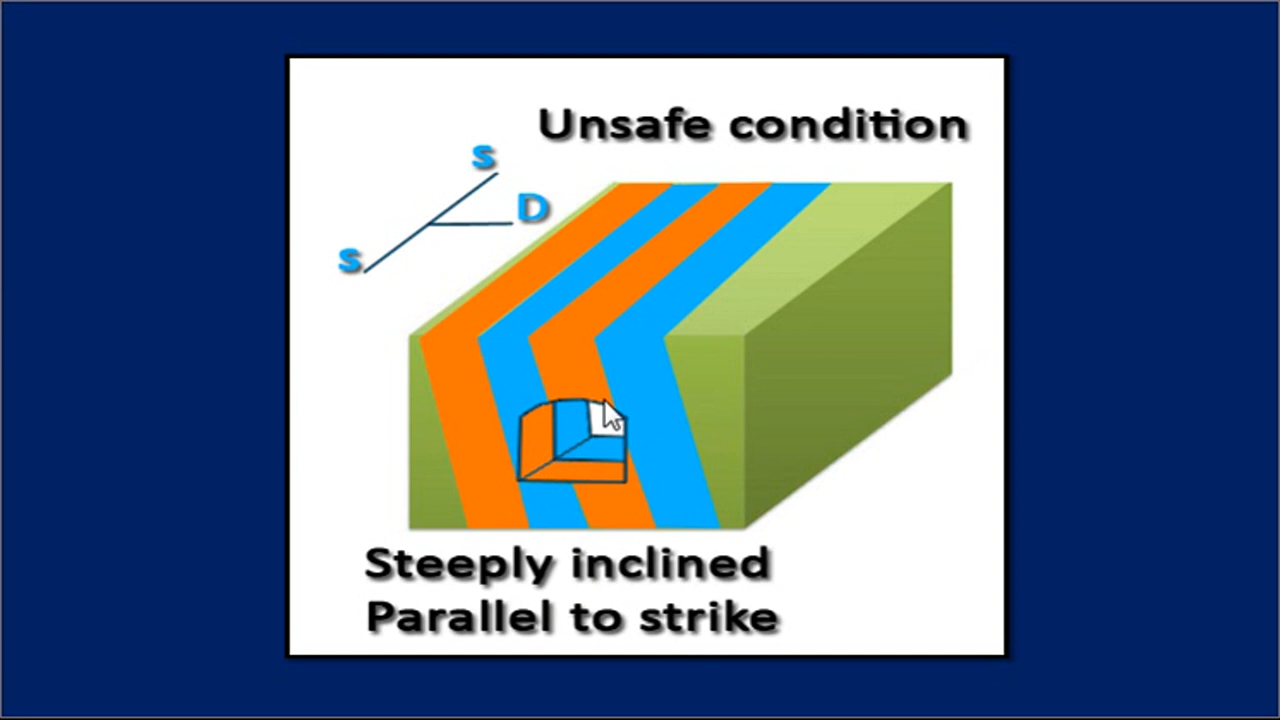 Unsafe condition
S
D
S
Steeply inclined
Parallel to strike